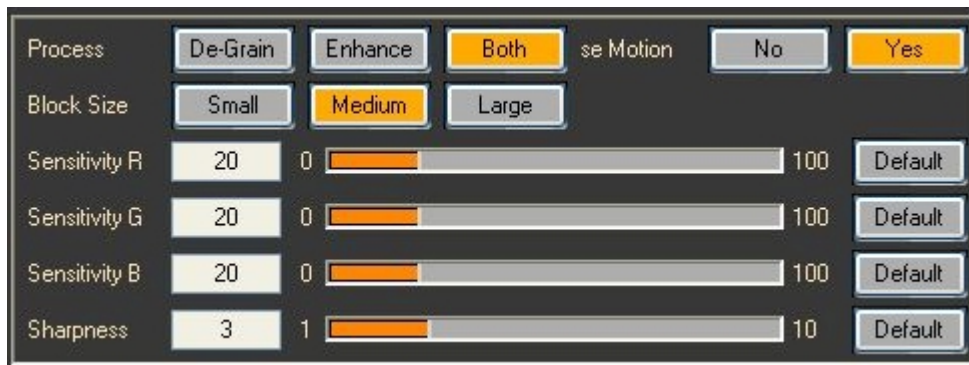 Process De-Grain Enhance Both se Motion No Yes
Block Size Small Medium Large
Sensitivity R 20 0 100 Default
Sensitivity G 20 0 100 Default
Sensitivity B 20 0 100 Default
Sharpness 3 1 10 Default